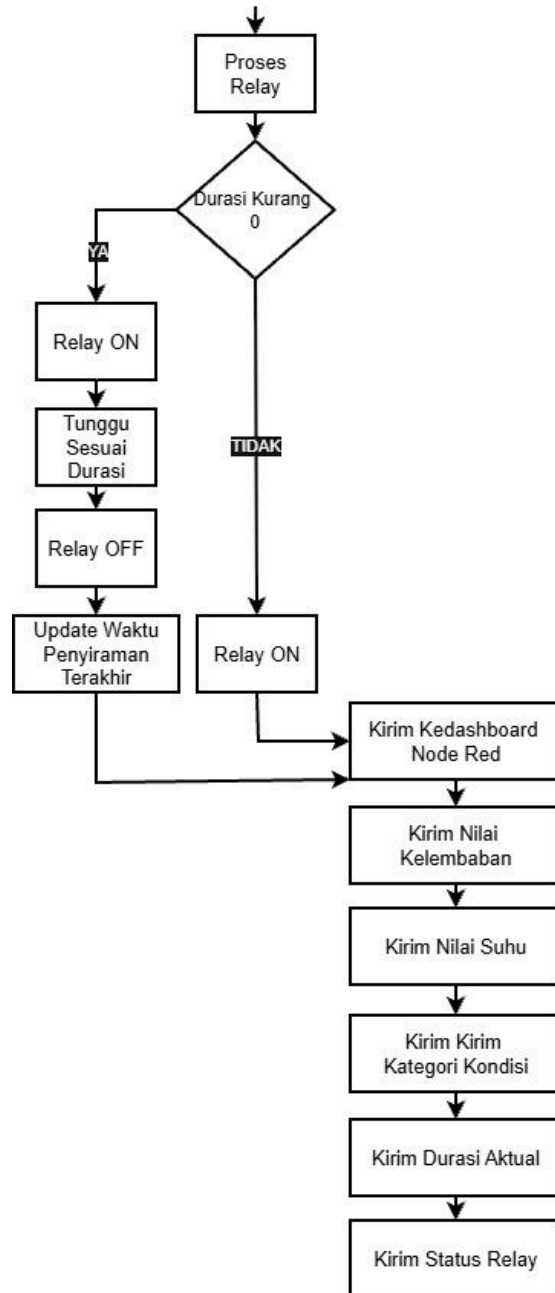 Proses
Relay
Durasi Kurang
0
YA
Relay ON
Tunggu
Sesuai
Durasi
TIDAK
Relay OFF
Update Waktu
Penyiraman
Terakhir
Relay ON
Kirim Kedashboard
Node Red
Kirim Nilai
Kelembaban
Kirim Nilai Suhu
Kirim Kirim
Kategori Kondisi
Kirim Durasi Aktual
Kirim Status Relay